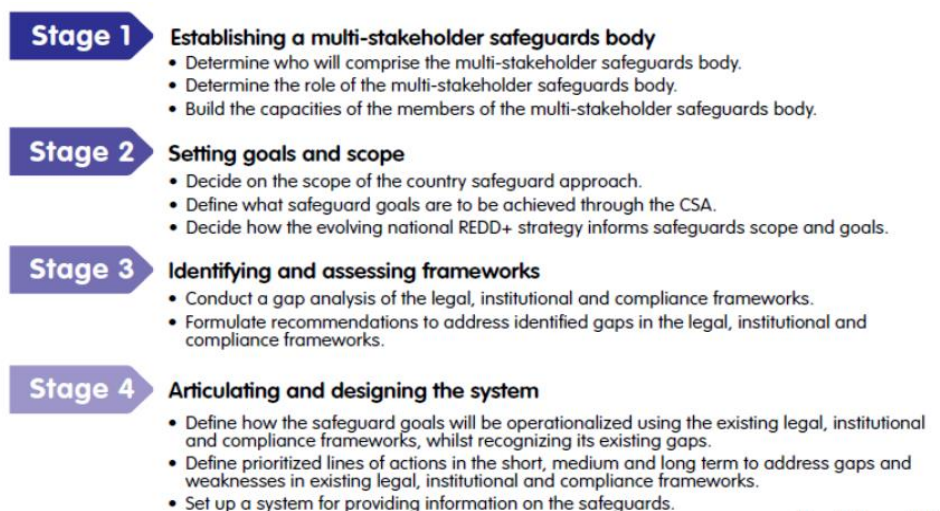 Stage 1
Establishing a multi-stakeholder safeguards body
• Determine who will comprise the multi-stakeholder safeguards body.
• Determine the role of the multi-stakeholder safeguards body.
• Build the capacities of the members of the multi-stakeholder safeguards body.
Stage 2
Setting goals and scope
• Decide on the scope of the country safeguard approach.
• Define what safeguard goals are to be achieved through the CSA.
• Decide how the evolving national REDD+ strategy informs safeguards scope and goals.
Stage 3
Identifying and assessing frameworks
• Conduct a gap analysis of the legal, institutional and compliance frameworks.
• Formulate recommendations to address identified gaps in the legal, institutional and
compliance frameworks.
Stage 4
Articulating and designing the system
• Define how the safeguard goals will be operationalized using the existing legal, institutional
and compliance frameworks, whilst recognizing its existing gaps.
• Define prioritized lines of actions in the short, medium and long term to address gaps and
weaknesses in existing legal, institutional and compliance frameworks.
• Set up a system for providing information on the safeguards.